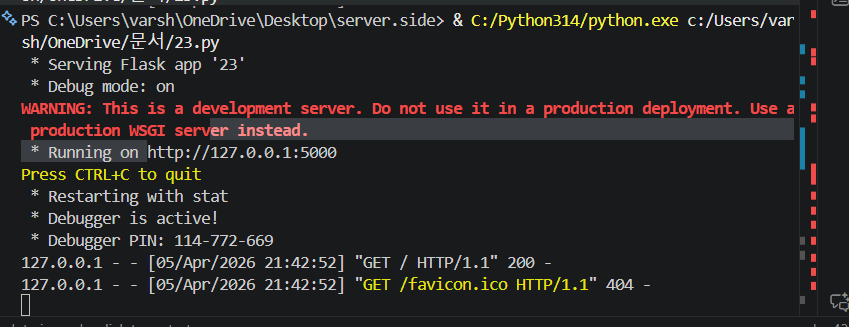 PS C:\Users\varsh\OneDrive\Desktop\server.side> & C:/Python314/python.exe c:/Users/var
sh/OneDrive/문서/23.py
 * Serving Flask app '23'
 * Debug mode: on
WARNING: This is a development server. Do not use it in a production deployment. Use a
 production WSGI server instead.
 * Running on http://127.0.0.1:5000
Press CTRL+C to quit
 * Restarting with stat
 * Debugger is active!
 * Debugger PIN: 114-772-669
127.0.0.1 - - [05/Apr/2026 21:42:52] "GET / HTTP/1.1" 200 -
127.0.0.1 - - [05/Apr/2026 21:42:52] "GET /favicon.ico HTTP/1.1" 404 -